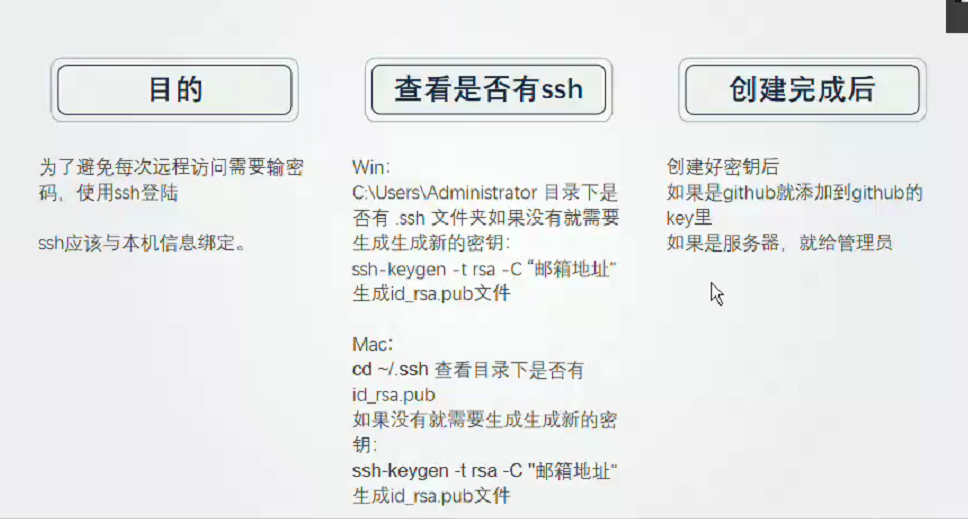 目的
为了避免每次远程访问需要输密
码，使用ssh登陆
ssh应该与本机信息绑定。
查看是否有ssh
Win：
C:\Users\Administrator 目录下是
否有 .ssh 文件夹如果没有就需要
生成生成新的密钥：
ssh-keygen -t rsa -C “邮箱地址”
生成id_rsa.pub文件
Mac：
cd ~/.ssh 查看目录下是否有
id_rsa.pub
如果没有就需要生成生成新的密
钥：
ssh-keygen -t rsa -C "邮箱地址"
生成id_rsa.pub文件
创建完成后
创建好密钥后
如果是github就添加到github的
key里
如果是服务器，就给管理员